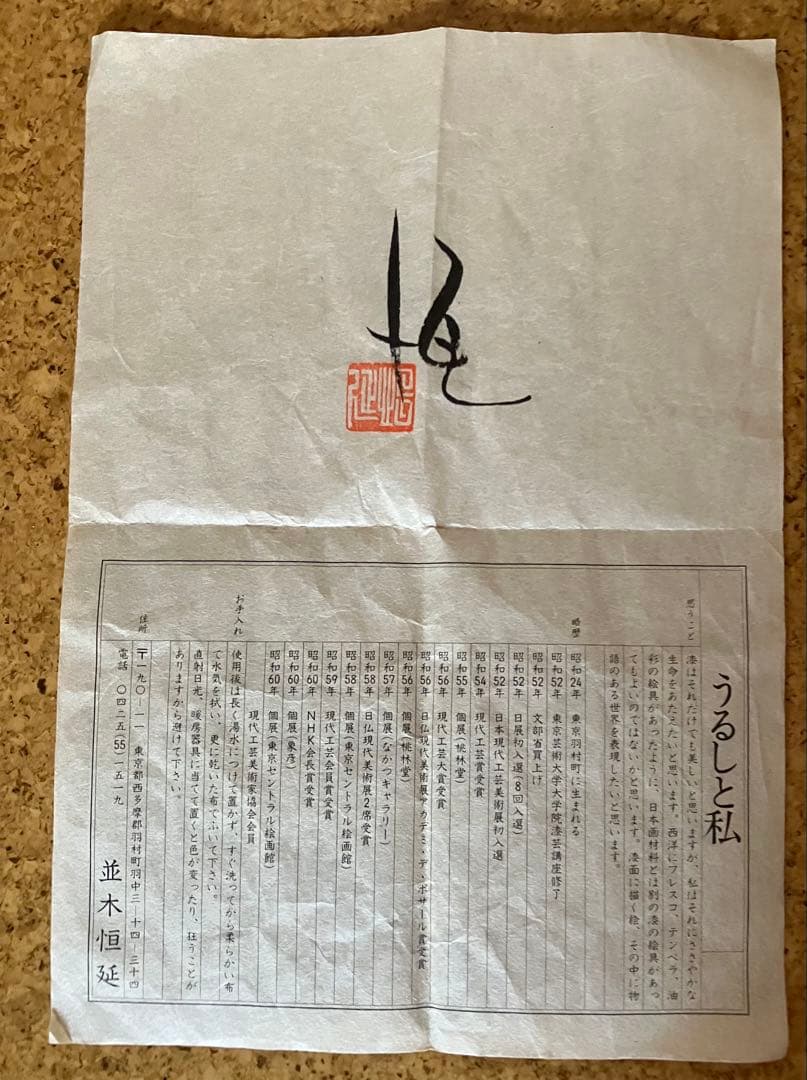 恒
恒延
うるしと私
思うこと
漆はそれだけでも美しいと思いますが、私はそれにささやかな
生命をあたえたいと思います。西洋にフレスコ、テンペラ、油
彩の絵具があったように、日本画材料とは別の漆の絵具があっ
てもよいのではないかと思います。漆面に描く絵、その中に物
語のある世界を表現したいと思います。
略歴
昭和24年 東京羽村町に生まれる
昭和52年 東京芸術大学大学院漆芸講座修了
昭和52年 文部省買上げ
昭和52年 日展初入選(8回入選)
昭和52年 日本現代工芸美術展初入選
昭和54年 現代工芸賞受賞
昭和55年 個展(桃林堂)
昭和56年 現代工芸大賞受賞
昭和56年 日仏現代美術展アカデミ・デ・ボザール賞受賞
昭和56年 個展(桃林堂)
昭和57年 個展(なかつギャラリー)
昭和58年 日仏現代美術展2席受賞
昭和58年 個展(東京セントラル絵画館)
昭和59年 現代工芸会員賞受賞
昭和60年 NHK会長賞受賞
昭和60年 個展(象彦)
昭和60年 個展(東京セントラル絵画館)
現代工芸美術家協会会員
お手入れ
使用後は長く湯水につけて置かず、すぐ洗ってから柔らかい布
で水気を拭い、更に乾いた布でふいて下さい。
直射日光、暖房器具に当てて置くと色が変ったり、狂うことが
ありますから避けて下さい。
住所
〒一九〇-一一 東京都西多摩郡羽村町羽中三-十四-三十四
電話 〇四二五(55)一五一九
並木恒延